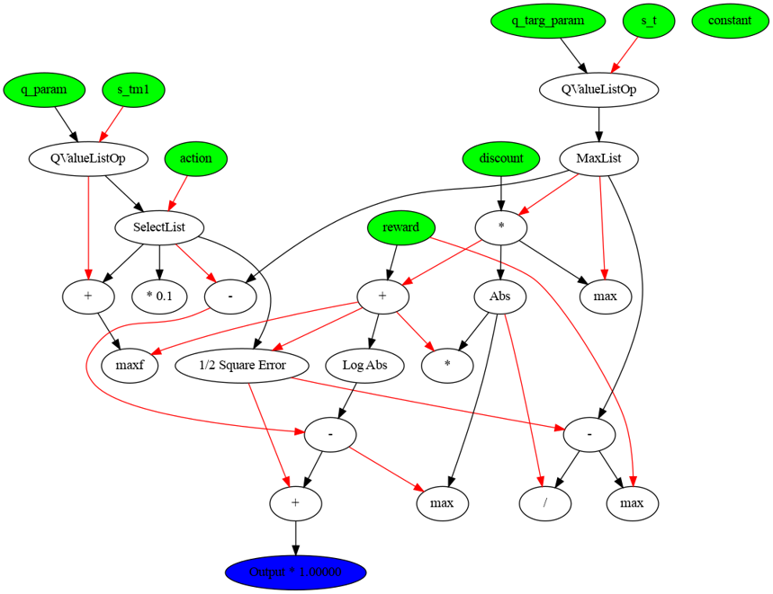 q_targ_param
s_t
constant
q_param
s_tm1
QValueListOp
QValueListOp
action
discount
MaxList
SelectList
reward
*
+
* 0.1
-
+
Abs
max
maxf
1/2 Square Error
Log Abs
*
-
-
+
max
/
max
Output * 1.00000